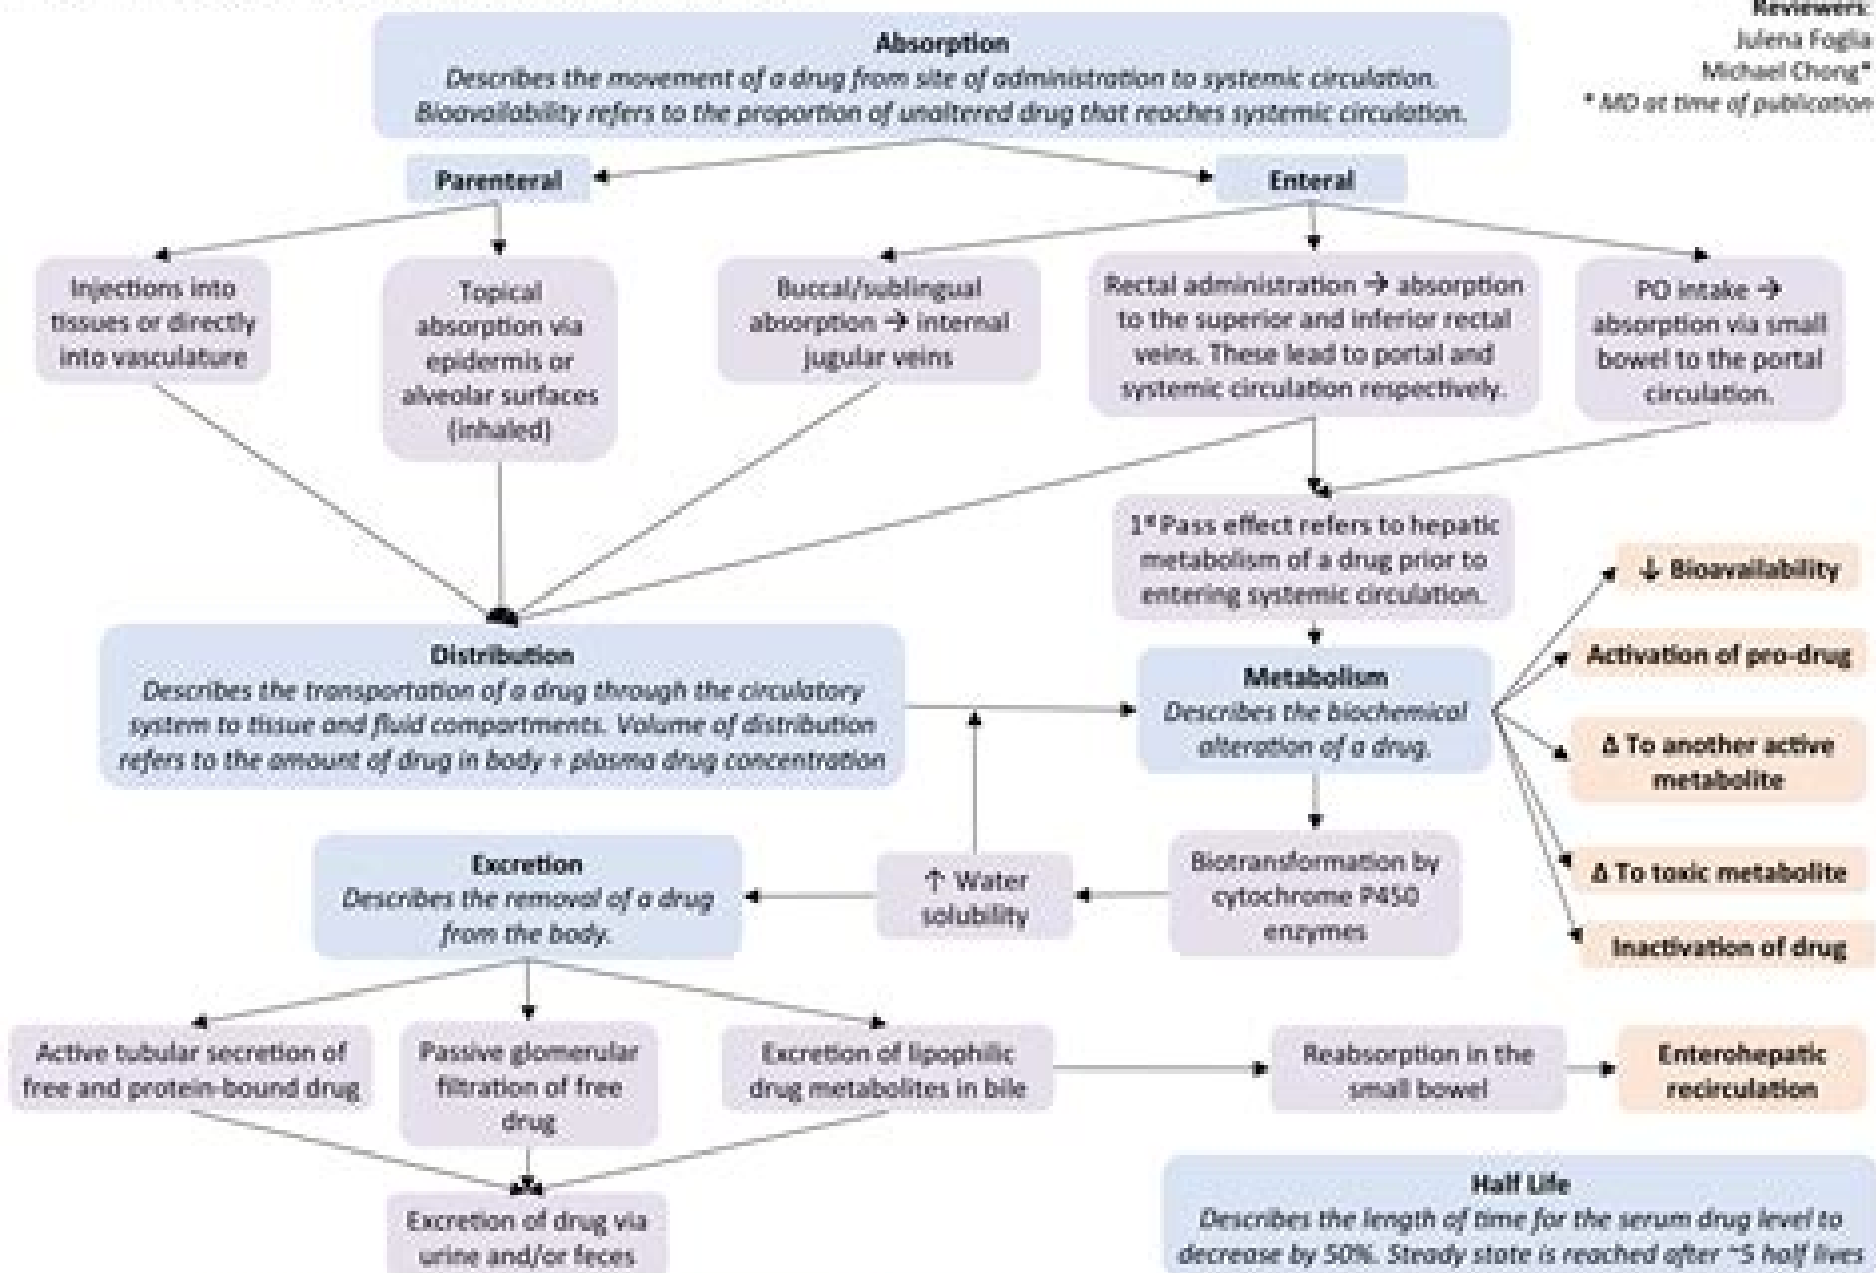 Reviewers:
Julena Foglia
Michael Chong*
* MD at time of publication
Absorption
Describes the movement of a drug from site of administration to systemic circulation.
Bioavailability refers to the proportion of unaltered drug that reaches systemic circulation.
Parenteral
Enteral
Injections into
tissues or directly
into vasculature
Topical
absorption via
epidermis or
alveolar surfaces
(inhaled)
Buccal/sublingual
absorption → internal
jugular veins
Rectal administration → absorption
to the superior and inferior rectal
veins. These lead to portal and
systemic circulation respectively.
PO intake →
absorption via small
bowel to the portal
circulation.
1st Pass effect refers to hepatic
metabolism of a drug prior to
entering systemic circulation.
↓ Bioavailability
Activation of pro-drug
Δ To another active
metabolite
Δ To toxic metabolite
Inactivation of drug
Distribution
Describes the transportation of a drug through the circulatory
system to tissue and fluid compartments. Volume of distribution
refers to the amount of drug in body ÷ plasma drug concentration
Metabolism
Describes the biochemical
alteration of a drug.
Excretion
Describes the removal of a drug
from the body.
↑ Water
solubility
Biotransformation by
cytochrome P450
enzymes
Active tubular secretion of
free and protein-bound drug
Passive glomerular
filtration of free
drug
Excretion of lipophilic
drug metabolites in bile
Reabsorption in the
small bowel
Enterohepatic
recirculation
Excretion of drug via
urine and/or feces
Half Life
Describes the length of time for the serum drug level to
decrease by 50%. Steady state is reached after ~5 half lives